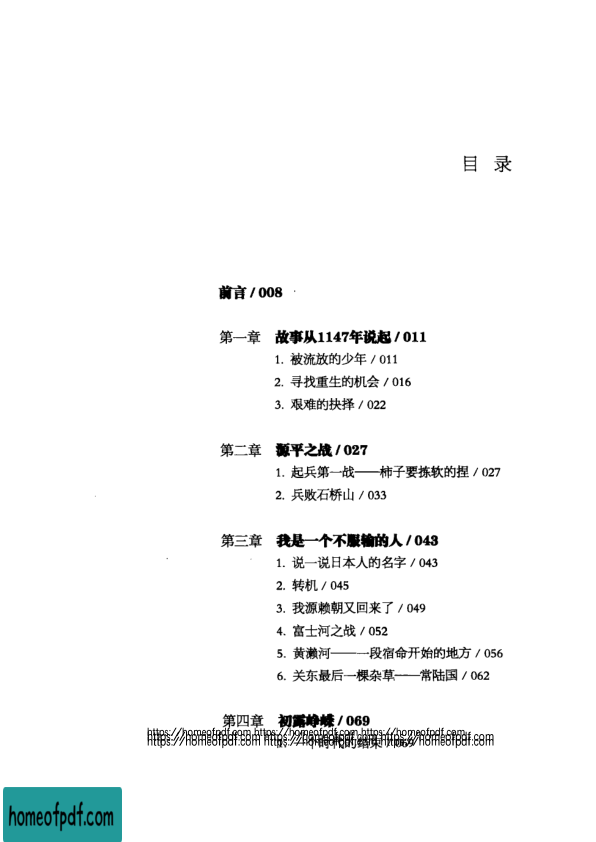 目 录
前言 / 008
第一章 故事从1147年说起 / 011
1. 被流放的少年 / 011
2. 寻找重生的机会 / 016
3. 艰难的抉择 / 022
第二章 源平之战 / 027
1. 起兵第一战——柿子要拣软的捏 / 027
2. 兵败石桥山 / 033
第三章 我是一个不服输的人 / 043
1. 说一说日本人的名字 / 043
2. 转机 / 045
3. 我源赖朝又回来了 / 049
4. 富士河之战 / 052
5. 黄濑河——一段宿命开始的地方 / 056
6. 关东最后一棵杂草——常陆国 / 062
第四章 初露峥嵘 / 069
https://homeofpdf.com https://homeofpdf.com https://homeofpdf.com
https://homeofpdf.com https://homeofpdf.com https://homeofpdf.com
1. 一个时代的结束 / 069
homeofpdf.com